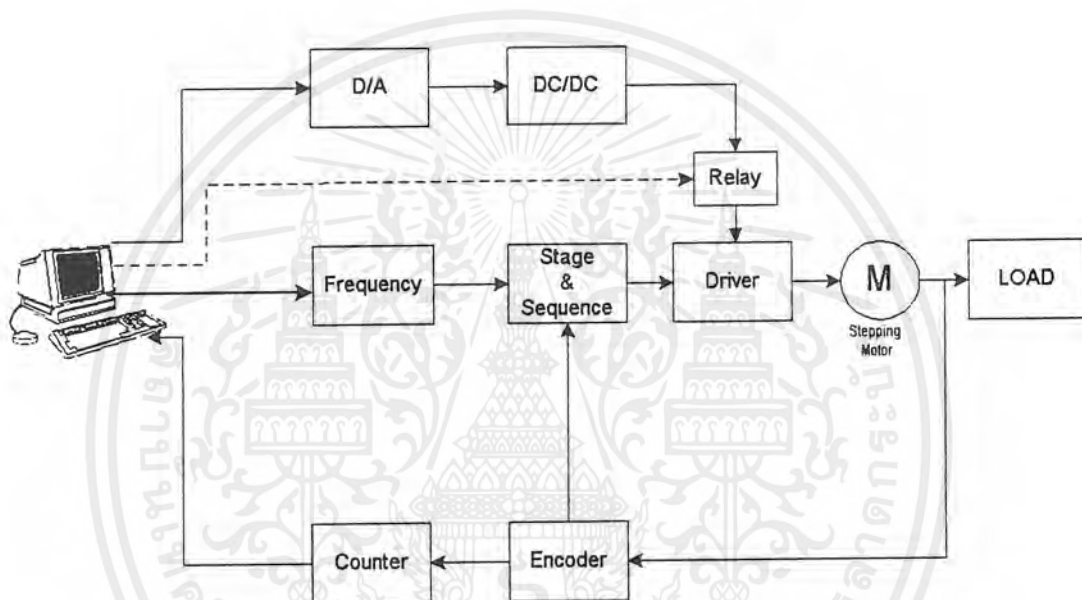 D/A
DC/DC
Relay
Frequency
Stage
&
Sequence
Driver
M
Stepping
Motor
LOAD
Counter
Encoder